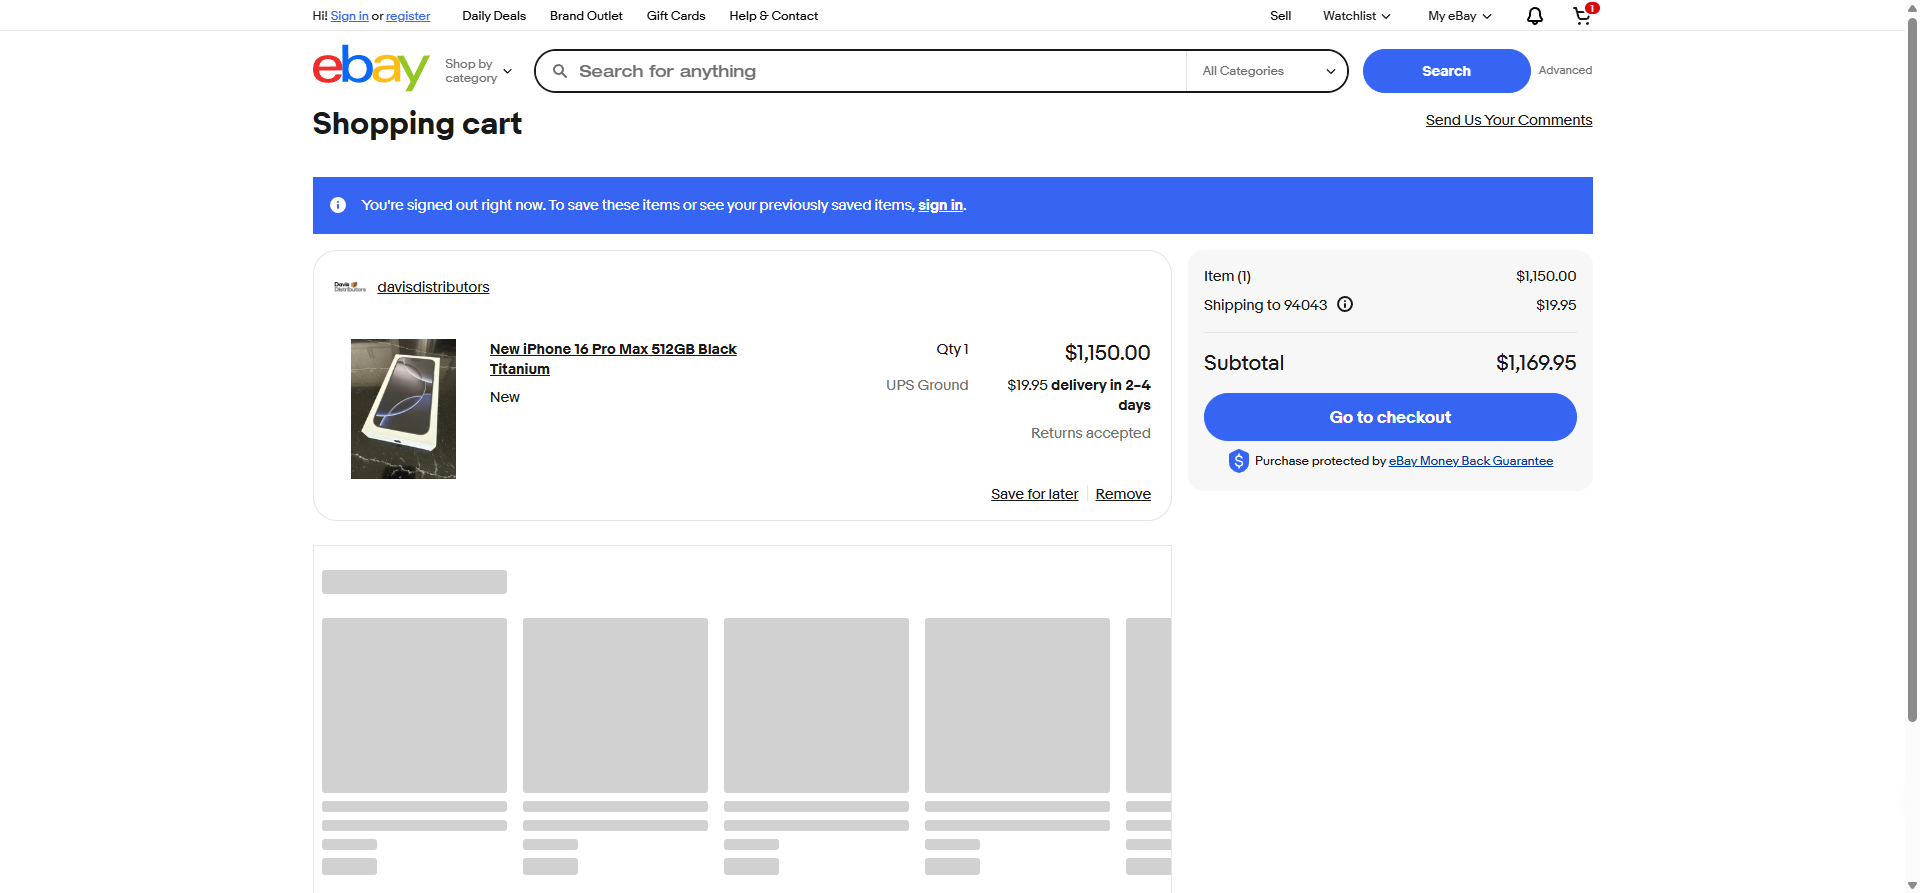 Hi! Sign in or register
Daily Deals
Brand Outlet
Gift Cards
Help & Contact
Sell
Watchlist
My eBay
1
ebay
Shop by
category
Search for anything
All Categories
Search
Advanced
Shopping cart
Send Us Your Comments
You're signed out right now. To save these items or see your previously saved items, sign in.
Davis
Distributors
davisdistributors
New iPhone 16 Pro Max 512GB Black
Titanium
New
Qty 1
$1,150.00
UPS Ground
$19.95 delivery in 2–4
days
Returns accepted
Save for later
Remove
Item (1)
$1,150.00
Shipping to 94043
$19.95
Subtotal
$1,169.95
Go to checkout
Purchase protected by eBay Money Back Guarantee